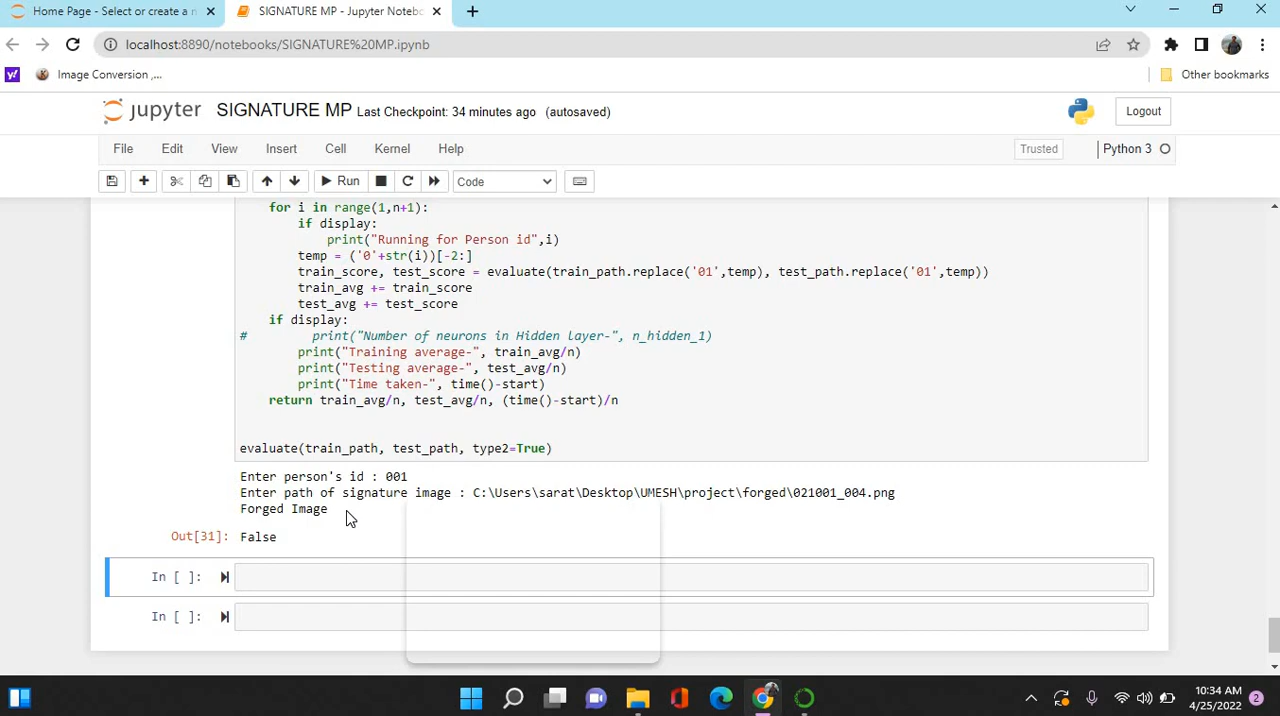 Home Page - Select or create a n
SIGNATURE MP - Jupyter Notebo
localhost:8890/notebooks/SIGNATURE%20MP.ipynb
Image Conversion ,...
Other bookmarks
jupyter SIGNATURE MP Last Checkpoint: 34 minutes ago (autosaved)
Logout
File Edit View Insert Cell Kernel Help
Trusted
Python 3
Run
Code
for i in range(1,n+1):
if display:
print("Running for Person id",i)
temp = ('0'+str(i))[-2:]
train_score, test_score = evaluate(train_path.replace('01',temp), test_path.replace('01',temp))
train_avg += train_score
test_avg += test_score
if display:
# print("Number of neurons in Hidden layer-", n_hidden_1)
print("Training average-", train_avg/n)
print("Testing average-", test_avg/n)
print("Time taken-", time()-start)
return train_avg/n, test_avg/n, (time()-start)/n
evaluate(train_path, test_path, type2=True)
Enter person's id : 001
Enter path of signature image : C:\Users\sarat\Desktop\UMESH\project\forged\021001_004.png
Forged Image
Out[31]: False
In [ ]:
In [ ]:
10:34 AM
4/25/2022
2